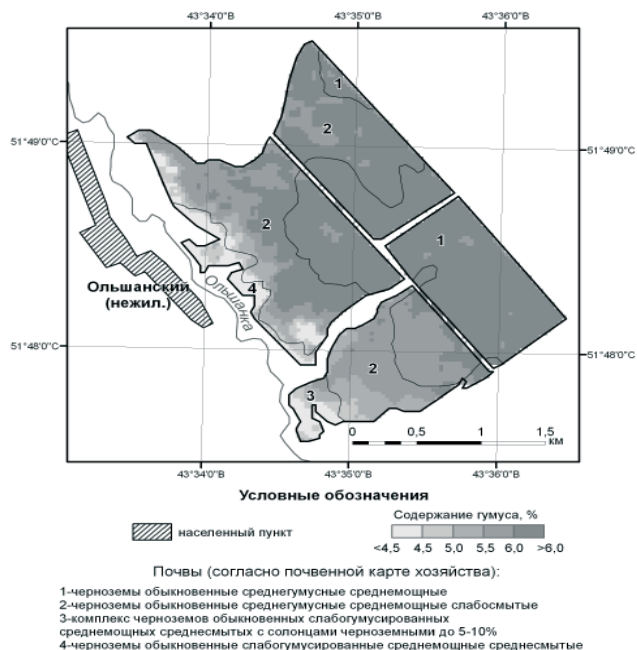 43°34'0"В 43°35'0"В 43°36'0"В
1
2
51°49'0"С 51°49'0"С
2
1
Ольшанский
(нежил.)
4
Ольшанка
51°48'0"С 51°48'0"С
2
3
0 0,5 1 1,5
км
43°34'0"В 43°35'0"В 43°36'0"В
Условные обозначения
населенный пункт
Содержание гумуса, %
<4,5 4,5 5,0 5,5 6,0 >6,0
Почвы (согласно почвенной карте хозяйства):
1-черноземы обыкновенные среднегумусные среднемощные
2-черноземы обыкновенные среднегумусные среднемощные слабосмытые
3-комплекс черноземов обыкновенных слабогумусированных
среднемощных среднесмытых с солонцами черноземными до 5-10%
4-черноземы обыкновенные слабогумусированные среднемощные среднесмытые